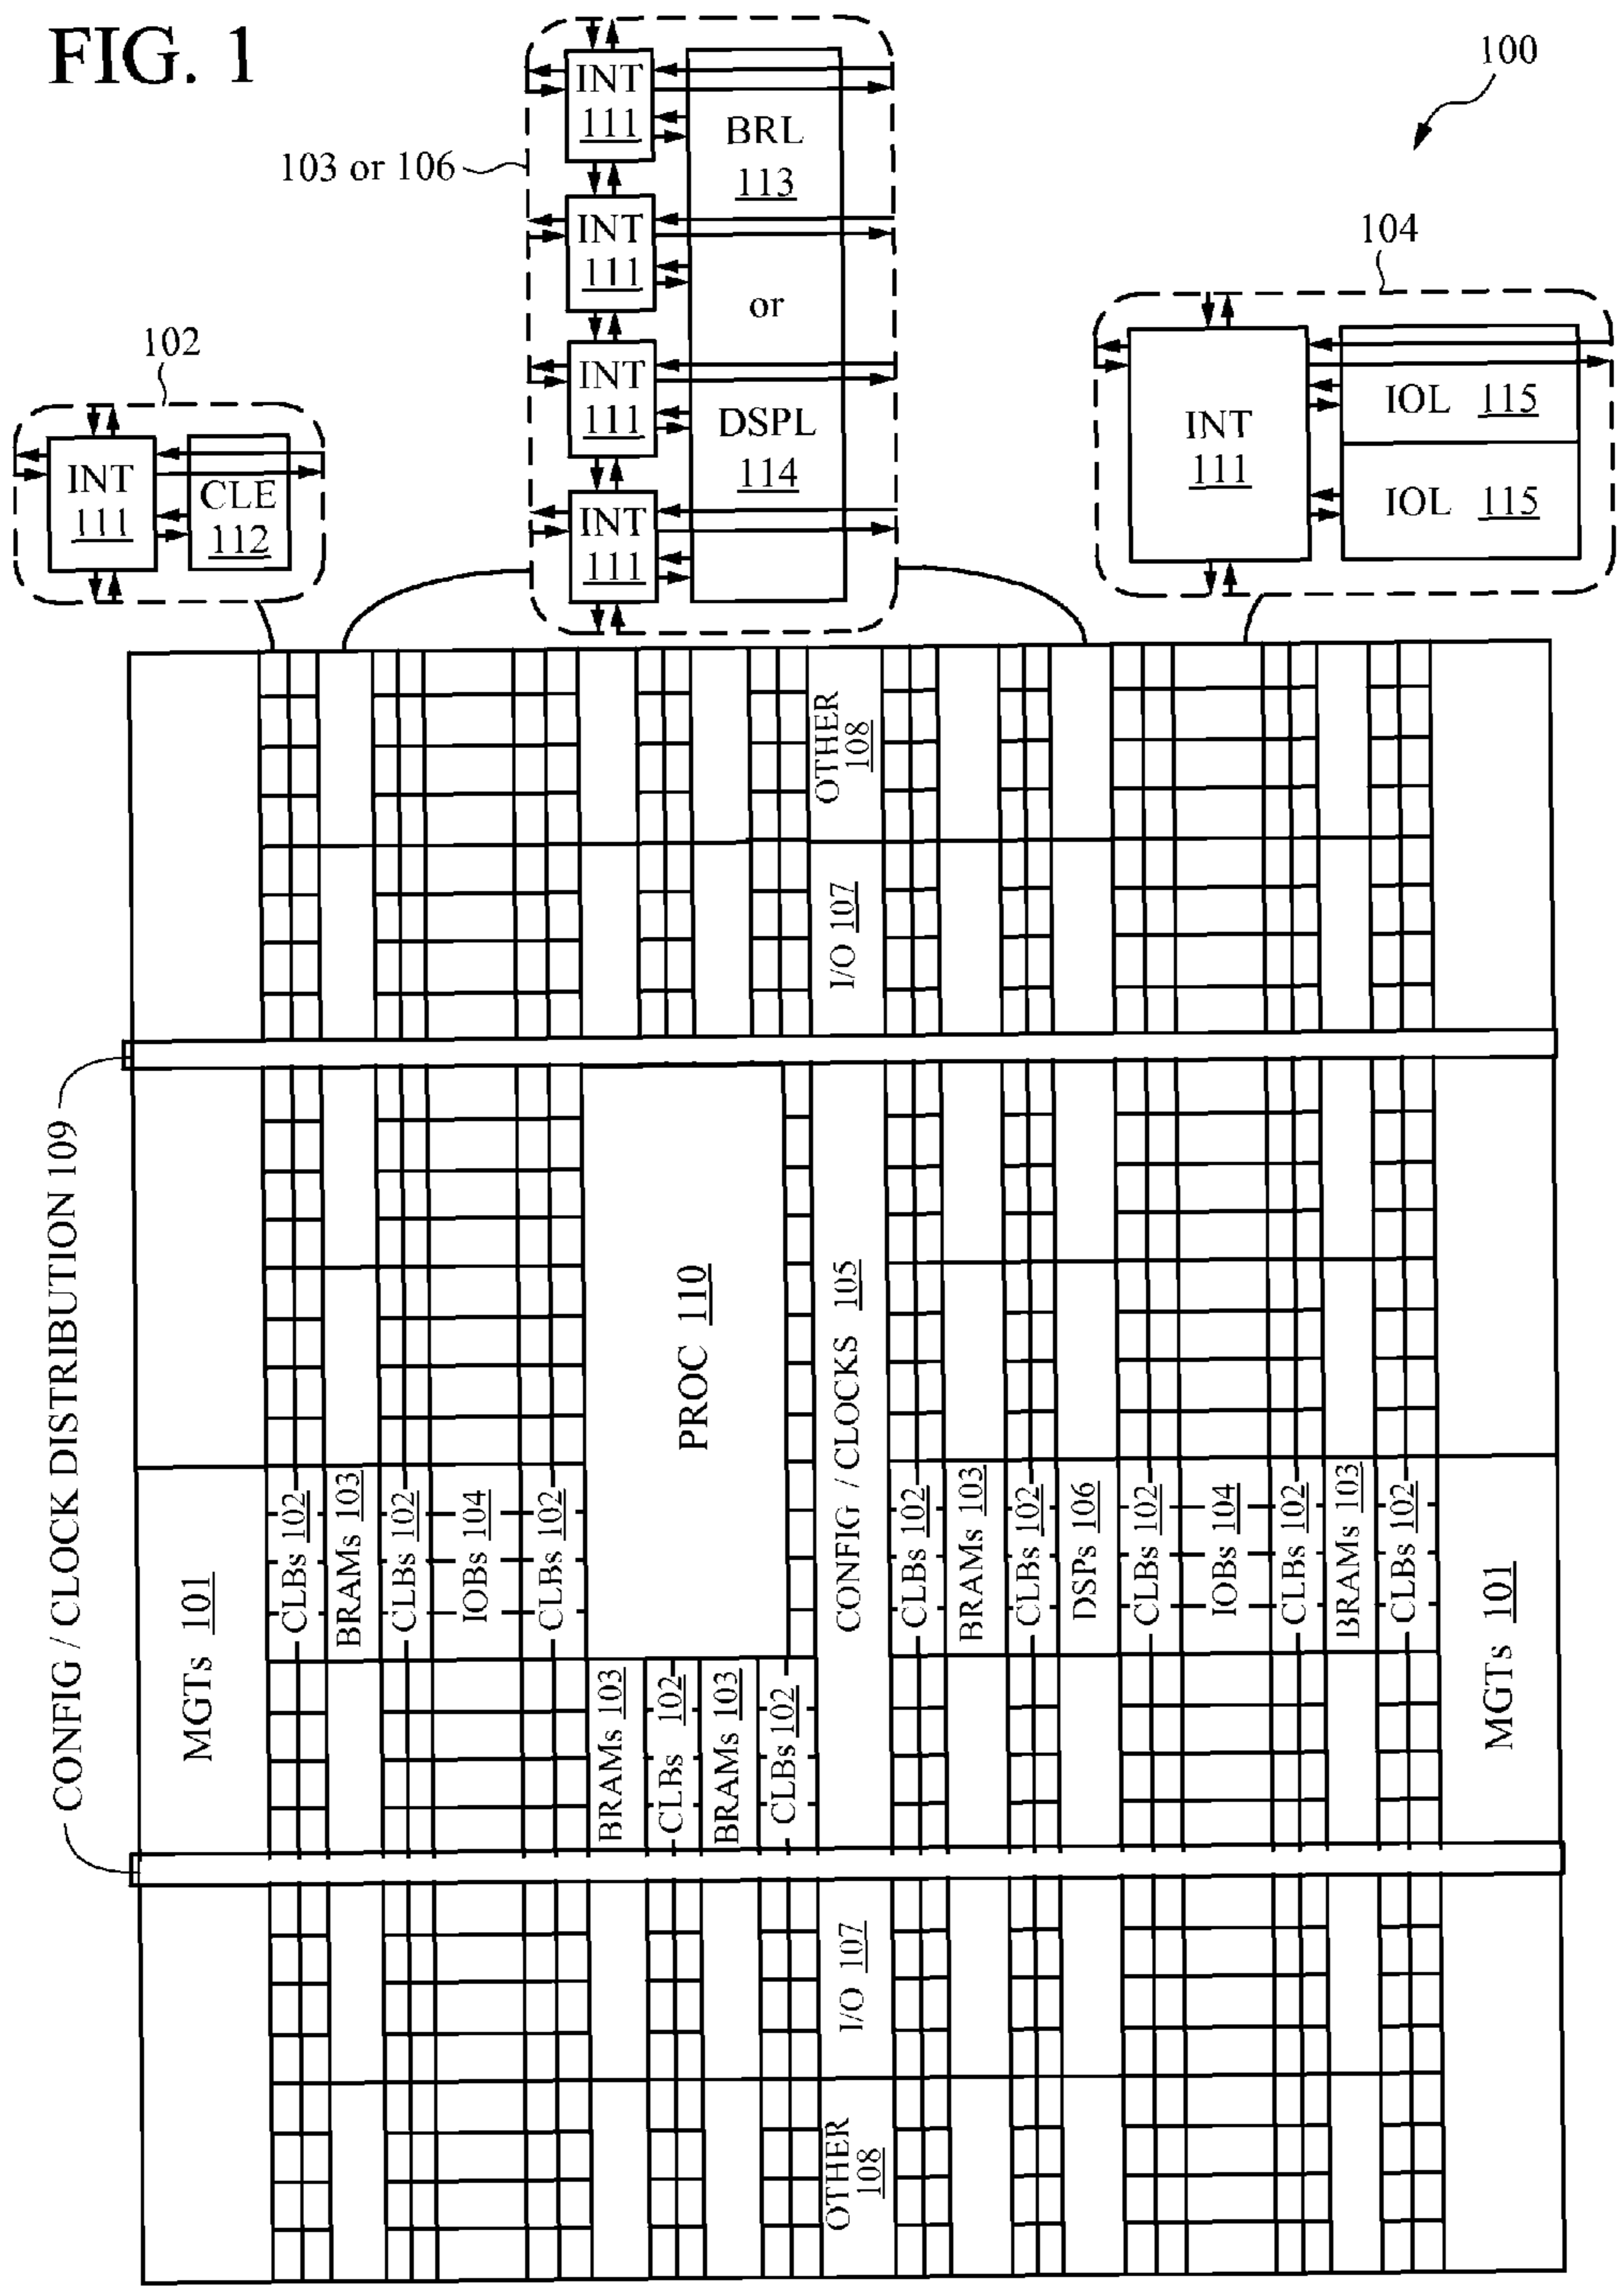 FIG. 1
100
103 or 106
INT
111
INT
111
INT
111
INT
111
BRL
113
or
DSPL
114
104
INT
111
IOL 115
IOL 115
102
INT
111
CLE
112
OTHER
108
I/O 107
CONFIG / CLOCK DISTRIBUTION 109
PROC 110
CONFIG / CLOCKS 105
MGTs 101
CLBs 102
BRAMs 103
CLBs 102
IOBs 104
CLBs 102
BRAMs 103
CLBs 102
BRAMs 103
CLBs 102
CLBs 102
BRAMs 103
CLBs 102
DSPs 106
CLBs 102
IOBs 104
CLBs 102
BRAMs 103
CLBs 102
MGTs 101
I/O 107
OTHER
108